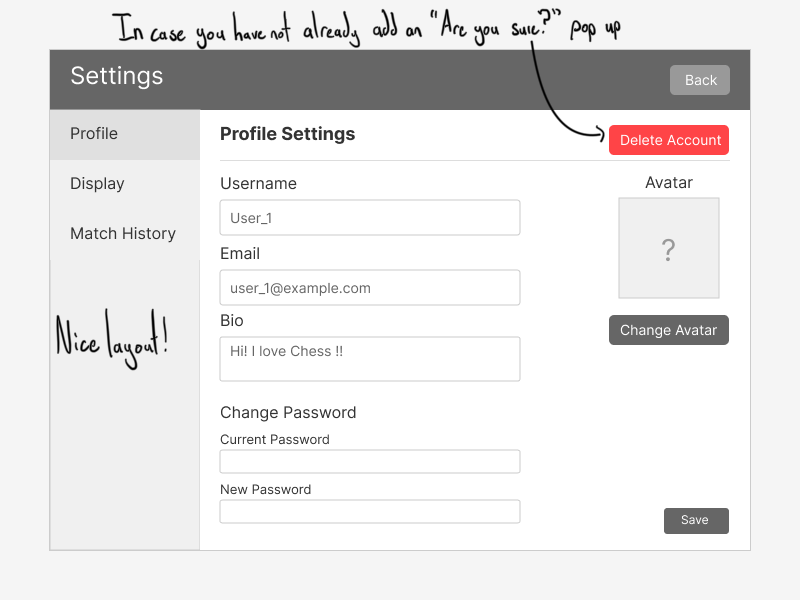 In case you have not already add an "Are you sure?" pop up
Settings
Back
Profile
Profile Settings
Delete Account
Display
Username
Avatar
User_1
Match History
Email
?
user_1@example.com
Bio
Change Avatar
Nice layout!
Hi! I love Chess !!
Change Password
Current Password
New Password
Save